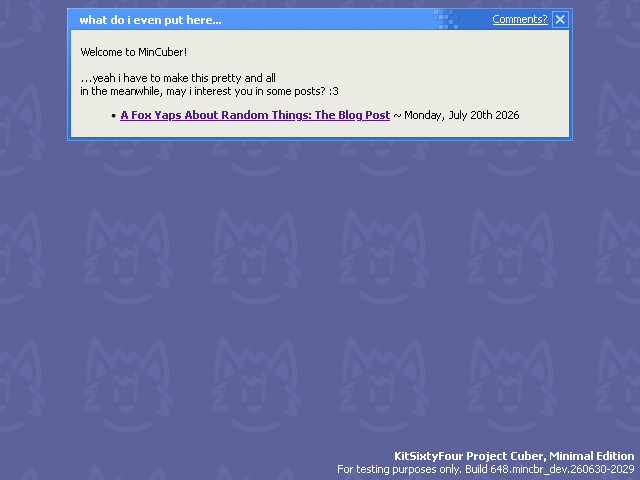 what do i even put here... Comments?
Welcome to MinCuber!
...yeah i have to make this pretty and all
in the meanwhile, may i interest you in some posts? :3
• A Fox Yaps About Random Things: The Blog Post ~ Monday, July 20th 2026
KitSixtyFour Project Cuber, Minimal Edition
For testing purposes only. Build 648.mincbr_dev.260630-2029